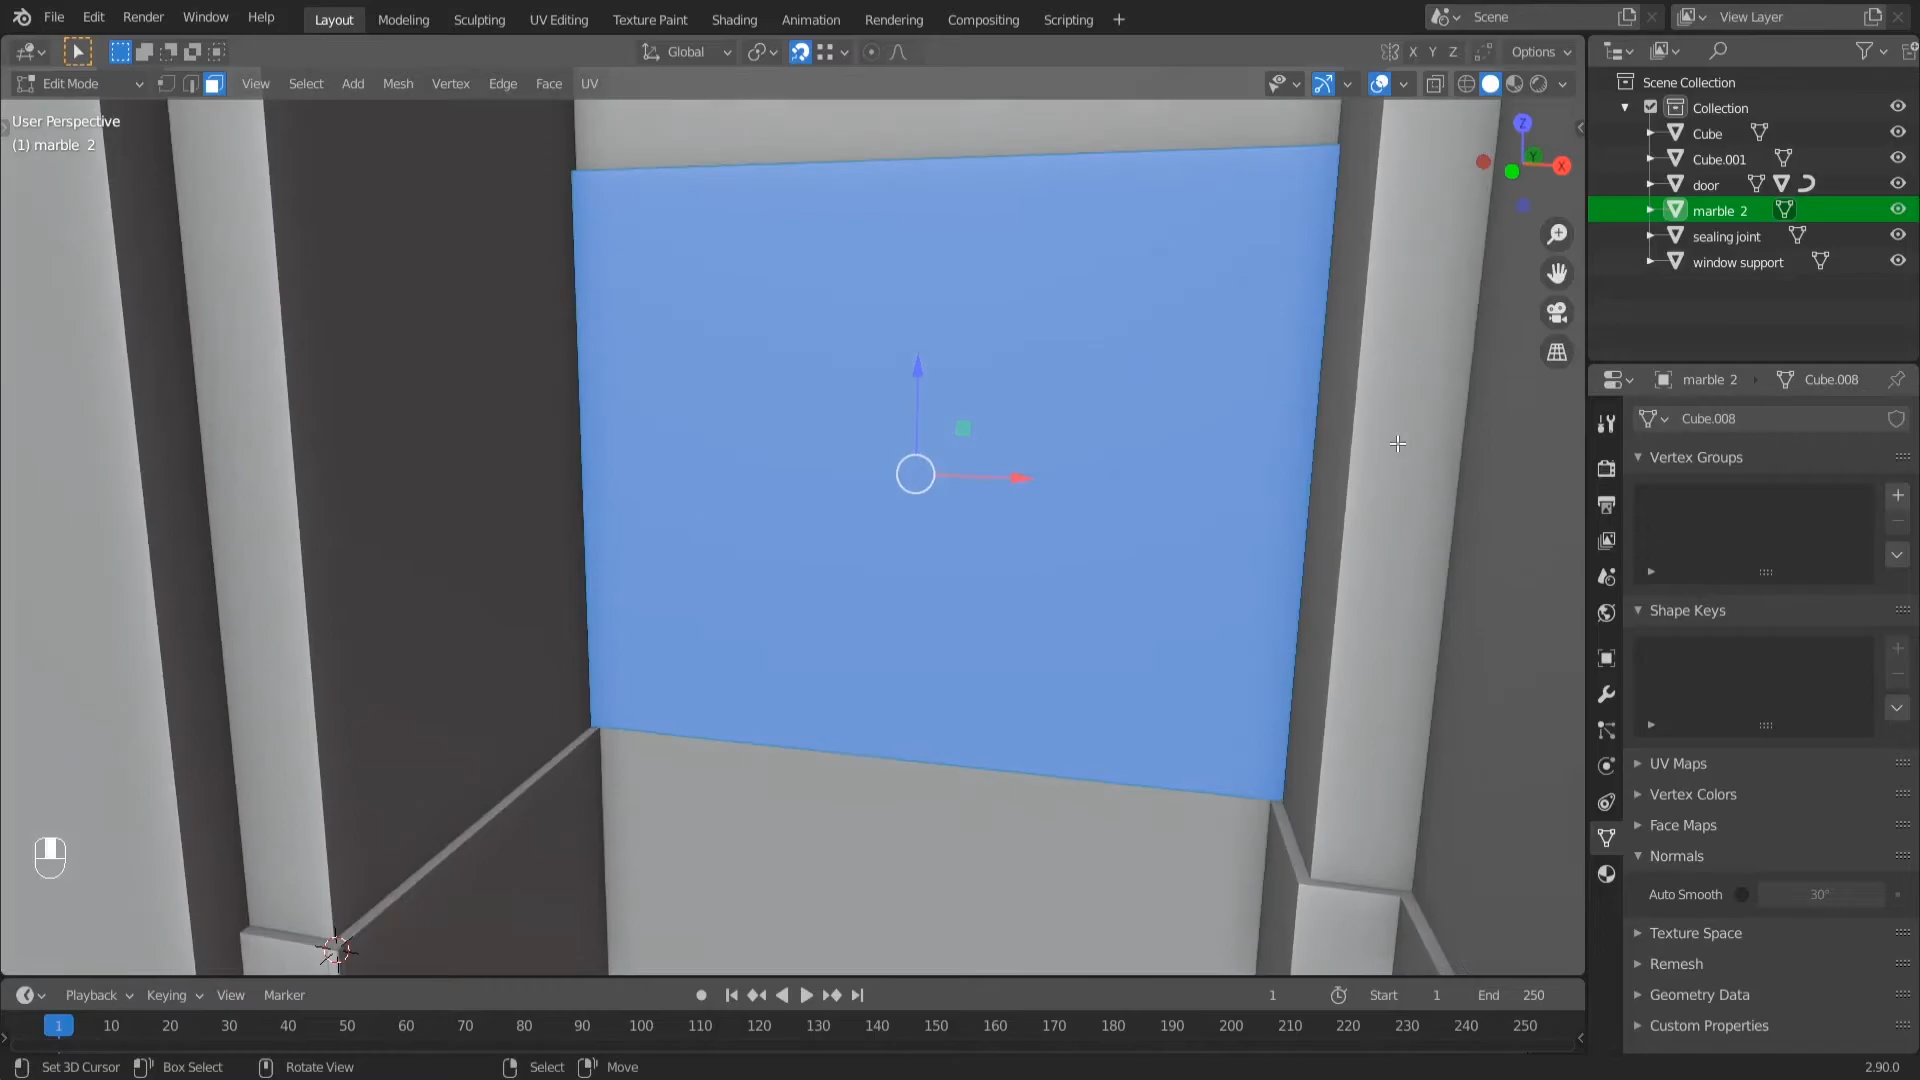 File Edit Render Window Help Layout Modeling Sculpting UV Editing Texture Paint Shading Animation Rendering Compositing Scripting + Scene View Layer
Global X Y Z Options
Edit Mode View Select Add Mesh Vertex Edge Face UV
User Perspective
(1) marble 2
Z
Y
X
Scene Collection
Collection
Cube
Cube.001
door
marble 2
sealing joint
window support
marble 2 Cube.008
Cube.008
Vertex Groups
Shape Keys
UV Maps
Vertex Colors
Face Maps
Normals
Auto Smooth 30°
Texture Space
Remesh
Geometry Data
Custom Properties
Playback Keying View Marker 1 Start 1 End 250
1 10 20 30 40 50 60 70 80 90 100 110 120 130 140 150 160 170 180 190 200 210 220 230 240 250
Set 3D Cursor Box Select Rotate View Select Move 2.90.0